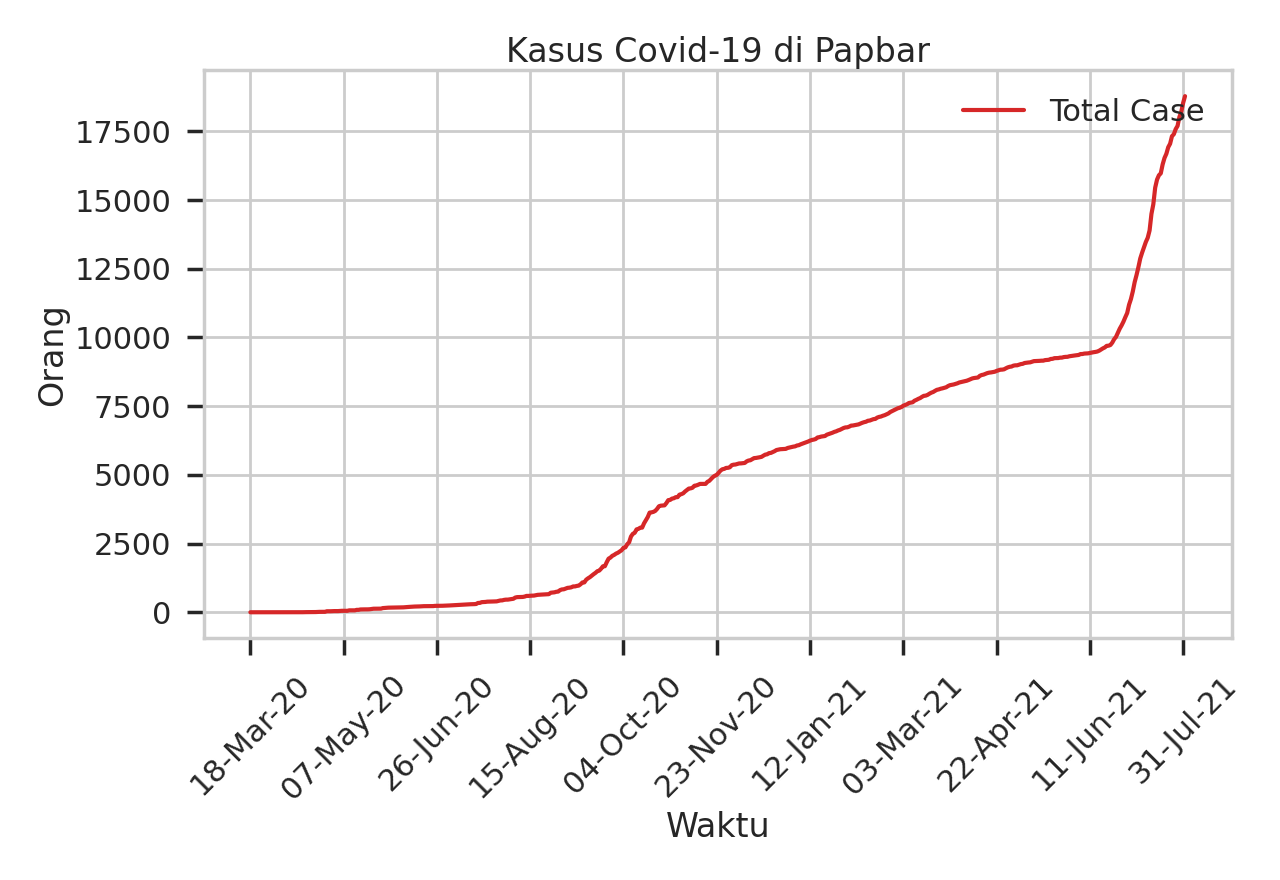 Kasus Covid-19 di Papbar
Total Case
Orang
17500
15000
12500
10000
7500
5000
2500
0
18-Mar-20
07-May-20
26-Jun-20
15-Aug-20
04-Oct-20
23-Nov-20
12-Jan-21
03-Mar-21
22-Apr-21
11-Jun-21
31-Jul-21
Waktu